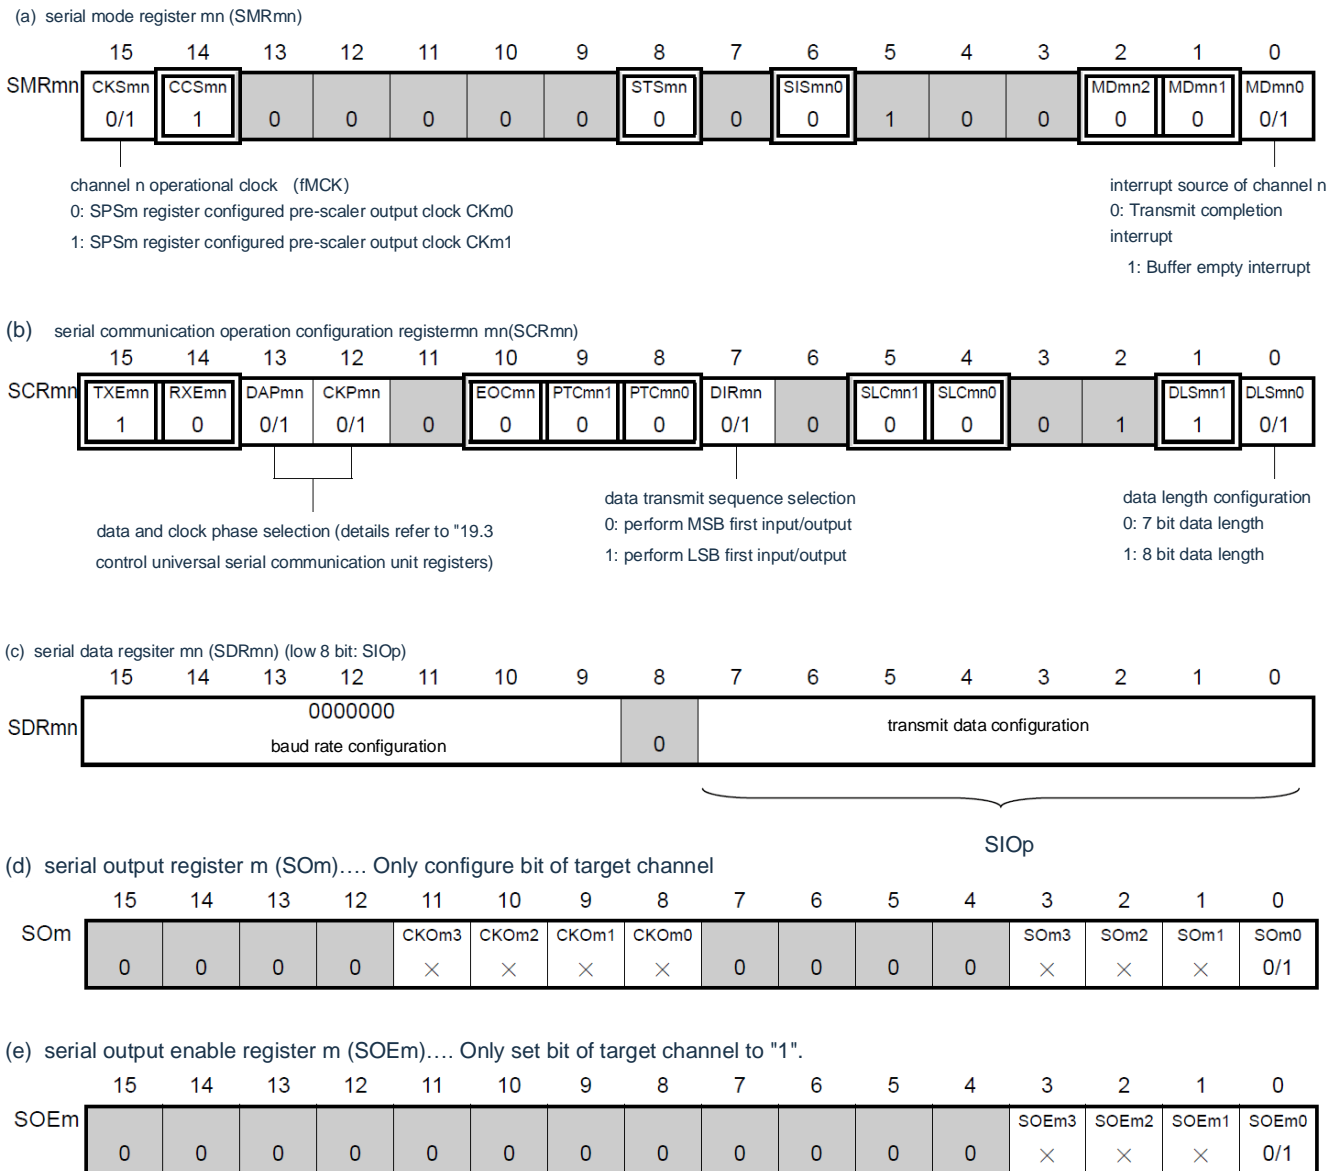 (a) serial mode register mn (SMRmn)
15 14 13 12 11 10 9 8 7 6 5 4 3 2 1 0
SMRmn CKSmn CCSmn STSmn SISmn0 MDmn2 MDmn1 MDmn0
0/1 1 0 0 0 0 0 0 0 0 1 0 0 0 0 0/1
channel n operational clock (fMCK)
0: SPSm register configured pre-scaler output clock CKm0
1: SPSm register configured pre-scaler output clock CKm1
interrupt source of channel n
0: Transmit completion
interrupt
1: Buffer empty interrupt
(b) serial communication operation configuration registermn mn(SCRmn)
15 14 13 12 11 10 9 8 7 6 5 4 3 2 1 0
SCRmn TXEmn RXEmn DAPmn CKPmn EOCmn PTCmn1 PTCmn0 DIRmn SLCmn1 SLCmn0 DLSmn1 DLSmn0
1 0 0/1 0/1 0 0 0 0 0/1 0 0 0 0 1 1 0/1
data and clock phase selection (details refer to "19.3
control universal serial communication unit registers)
data transmit sequence selection
0: perform MSB first input/output
1: perform LSB first input/output
data length configuration
0: 7 bit data length
1: 8 bit data length
(c) serial data regsiter mn (SDRmn) (low 8 bit: SIOp)
15 14 13 12 11 10 9 8 7 6 5 4 3 2 1 0
SDRmn 0000000
baud rate configuration
0
transmit data configuration
SIOp
(d) serial output register m (SOm)…. Only configure bit of target channel
15 14 13 12 11 10 9 8 7 6 5 4 3 2 1 0
SOm CKOm3 CKOm2 CKOm1 CKOm0 SOm3 SOm2 SOm1 SOm0
0 0 0 0 × × × × 0 0 0 0 × × × 0/1
(e) serial output enable register m (SOEm)…. Only set bit of target channel to "1".
15 14 13 12 11 10 9 8 7 6 5 4 3 2 1 0
SOEm SOEm3 SOEm2 SOEm1 SOEm0
0 0 0 0 0 0 0 0 0 0 0 0 × × × 0/1